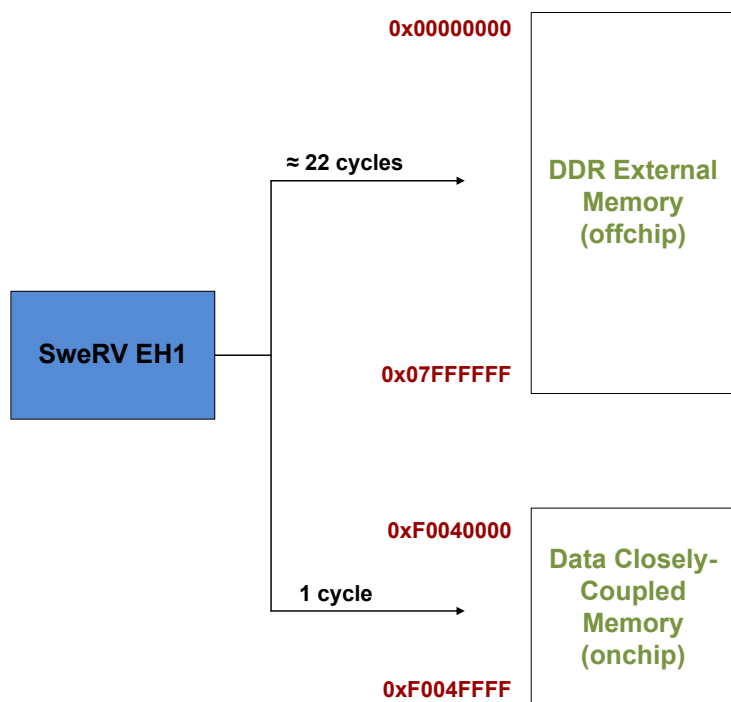 0x00000000
≈ 22 cycles
DDR External
Memory
(offchip)
SweRV EH1
0x07FFFFFF
0xF0040000
Data Closely-
Coupled
Memory
(onchip)
1 cycle
0xF004FFFF